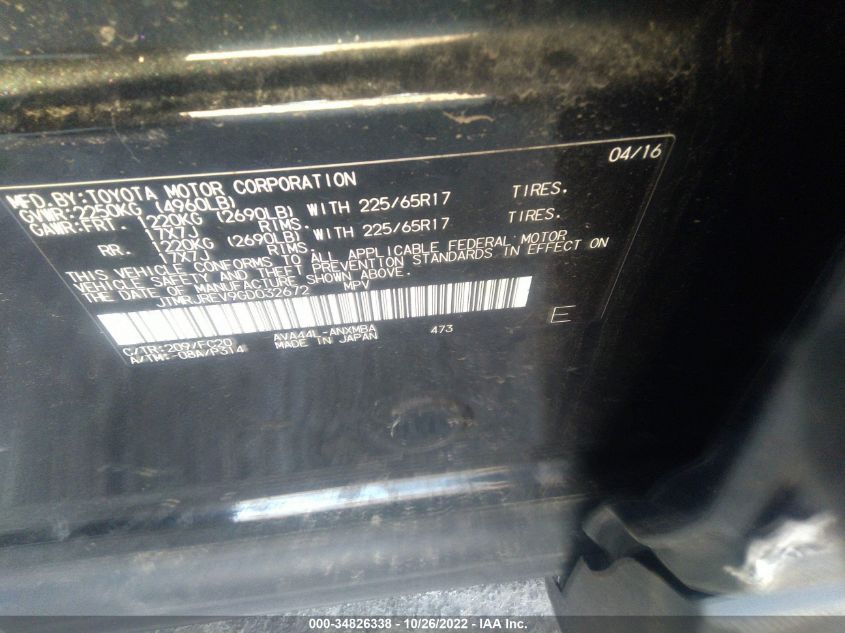 04/16
MFD.BY:TOYOTA MOTOR CORPORATION
GVWR:2250KG (4960LB)
GAWR:FRT. 1220KG (2690LB) WITH 225/65R17 TIRES.
17X7J RIMS.
RR. 1220KG (2690LB) WITH 225/65R17 TIRES.
17X7J RIMS.
THIS VEHICLE CONFORMS TO ALL APPLICABLE FEDERAL MOTOR
VEHICLE SAFETY AND THEFT PREVENTION STANDARDS IN EFFECT ON
THE DATE OF MANUFACTURE SHOWN ABOVE.
JTMRJREV9GD032672 MPV
E
C/TR:209/FC20 AVA44L-ANXMBA 473
A/TM:-08A/P314 MADE IN JAPAN
000-34826338 - 10/26/2022 - IAA Inc.